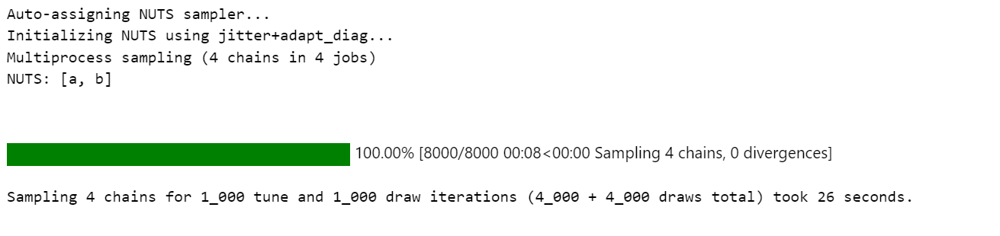 Auto-assigning NUTS sampler...
Initializing NUTS using jitter+adapt_diag...
Multiprocess sampling (4 chains in 4 jobs)
NUTS: [a, b]
100.00% [8000/8000 00:08<00:00 Sampling 4 chains, 0 divergences]
Sampling 4 chains for 1_000 tune and 1_000 draw iterations (4_000 + 4_000 draws total) took 26 seconds.